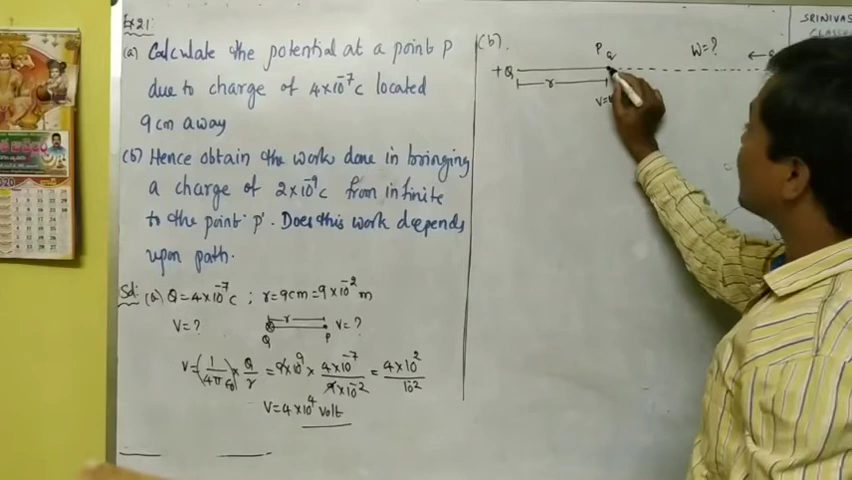 Ex 21:
(a) Calculate the potential at a point P
due to charge of 4×10⁻⁷c located
9cm away
(b) Hence obtain the work done in bringing
a charge of 2×10⁻⁹c from infinite
to the point 'p'. Does this work depends
upon path.
Sol: (a) Q=4×10⁻⁷c ; r=9cm=9×10⁻²m
V=?
r
V=?
Q
P
V=(1/4πε₀)×Q/r = 9×10⁹ × 4×10⁻⁷/9×10⁻² = 4×10²/10⁻²
V=4×10⁴ volt
(b).
P
q
W=?
+Q
r
SRINIVAS
2020